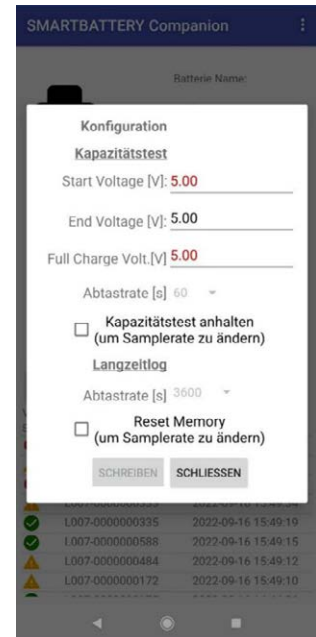 SMARTBATTERY Companion
Batterie Name:
Konfiguration
Kapazitätstest
Start Voltage [V]: 5.00
End Voltage [V]: 5.00
Full Charge Volt.[V] 5.00
Abtastrate [s] 60
Kapazitätstest anhalten
(um Samplerate zu ändern)
Langzeitlog
Abtastrate [s] 3600
Reset Memory
(um Samplerate zu ändern)
SCHREIBEN SCHLIESSEN
L007-0000000335 2022-09-16 15:49:19
L007-0000000588 2022-09-16 15:49:15
L007-0000000484 2022-09-16 15:49:12
L007-0000000172 2022-09-16 15:49:10